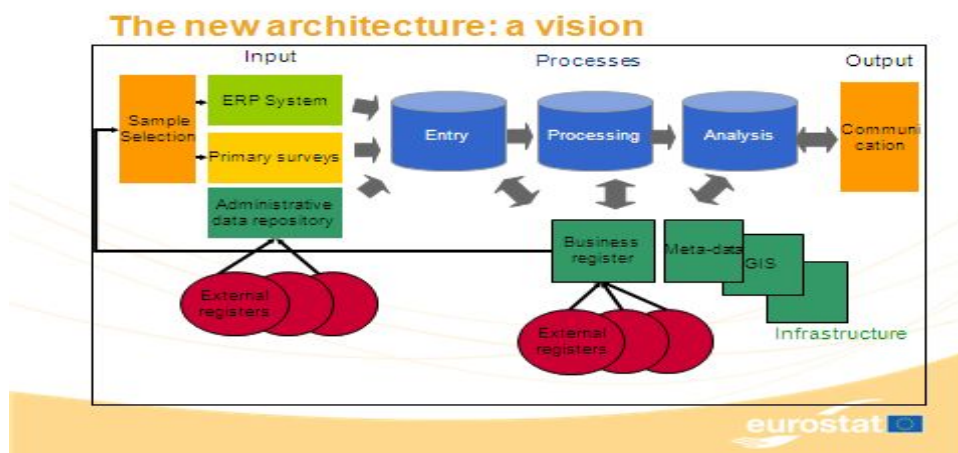 The new architecture: a vision
Input
Processes
Output
ERP System
Sample
Selection
Primary surveys
Administrative
data repository
Entry
Processing
Analysis
Communi
cation
Business
register
Meta-data
GIS
External
registers
External
registers
Infrastructure
eurostat